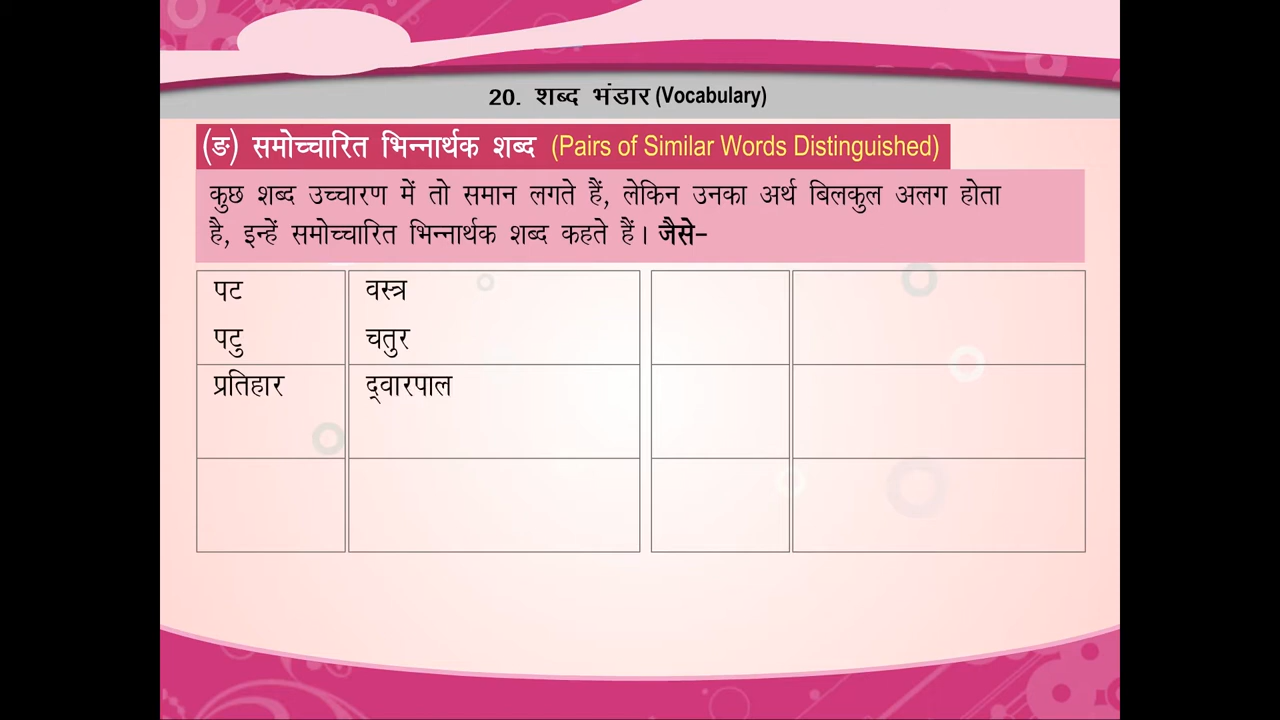 20. शब्द भंडार (Vocabulary)
(ङ) समोच्चारित भिन्नार्थक शब्द (Pairs of Similar Words Distinguished)
कुछ शब्द उच्चारण में तो समान लगते हैं, लेकिन उनका अर्थ बिलकुल अलग होता
है, इन्हें समोच्चारित भिन्नार्थक शब्द कहते हैं। जैसे-
पट वस्त्र
पटु चतुर
प्रतिहार द्‌वारपाल